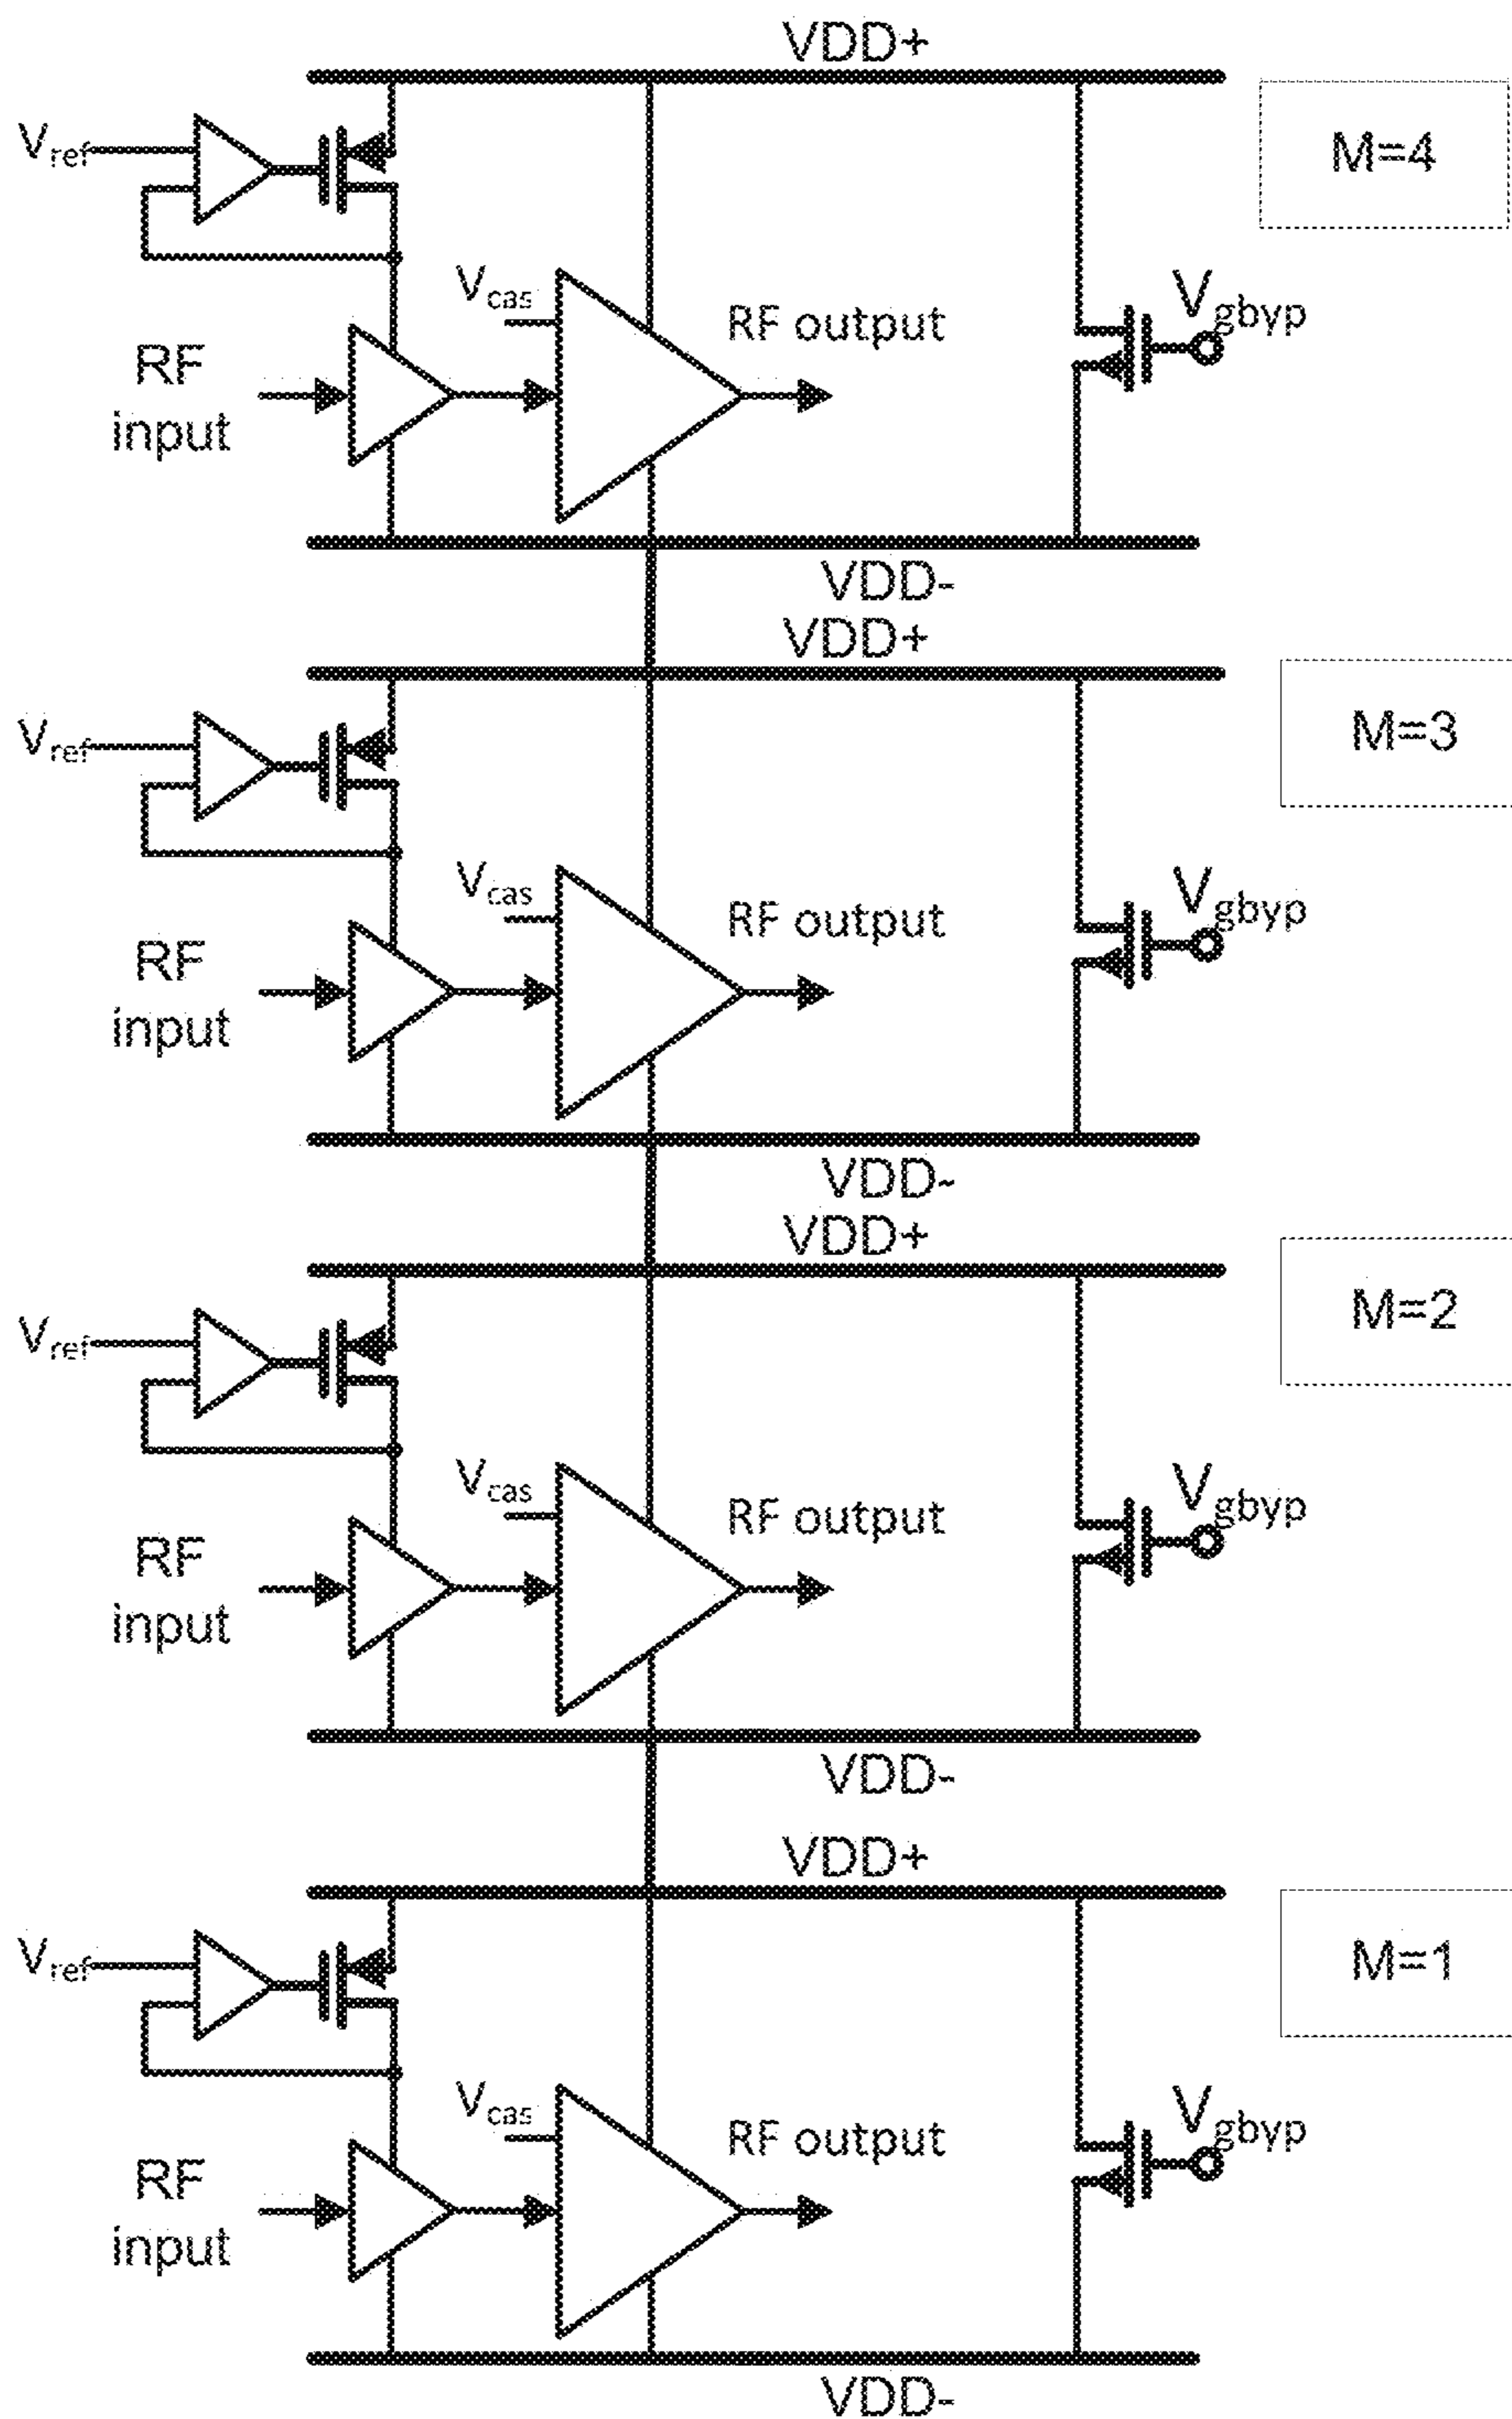 VDD+
M=4
Vref
Vcas
RF output
Vgbyp
RF
input
VDD-
VDD+
M=3
Vref
Vcas
RF output
Vgbyp
RF
input
VDD-
VDD+
M=2
Vref
Vcas
RF output
Vgbyp
RF
input
VDD-
VDD+
M=1
Vref
Vcas
RF output
Vgbyp
RF
input
VDD-